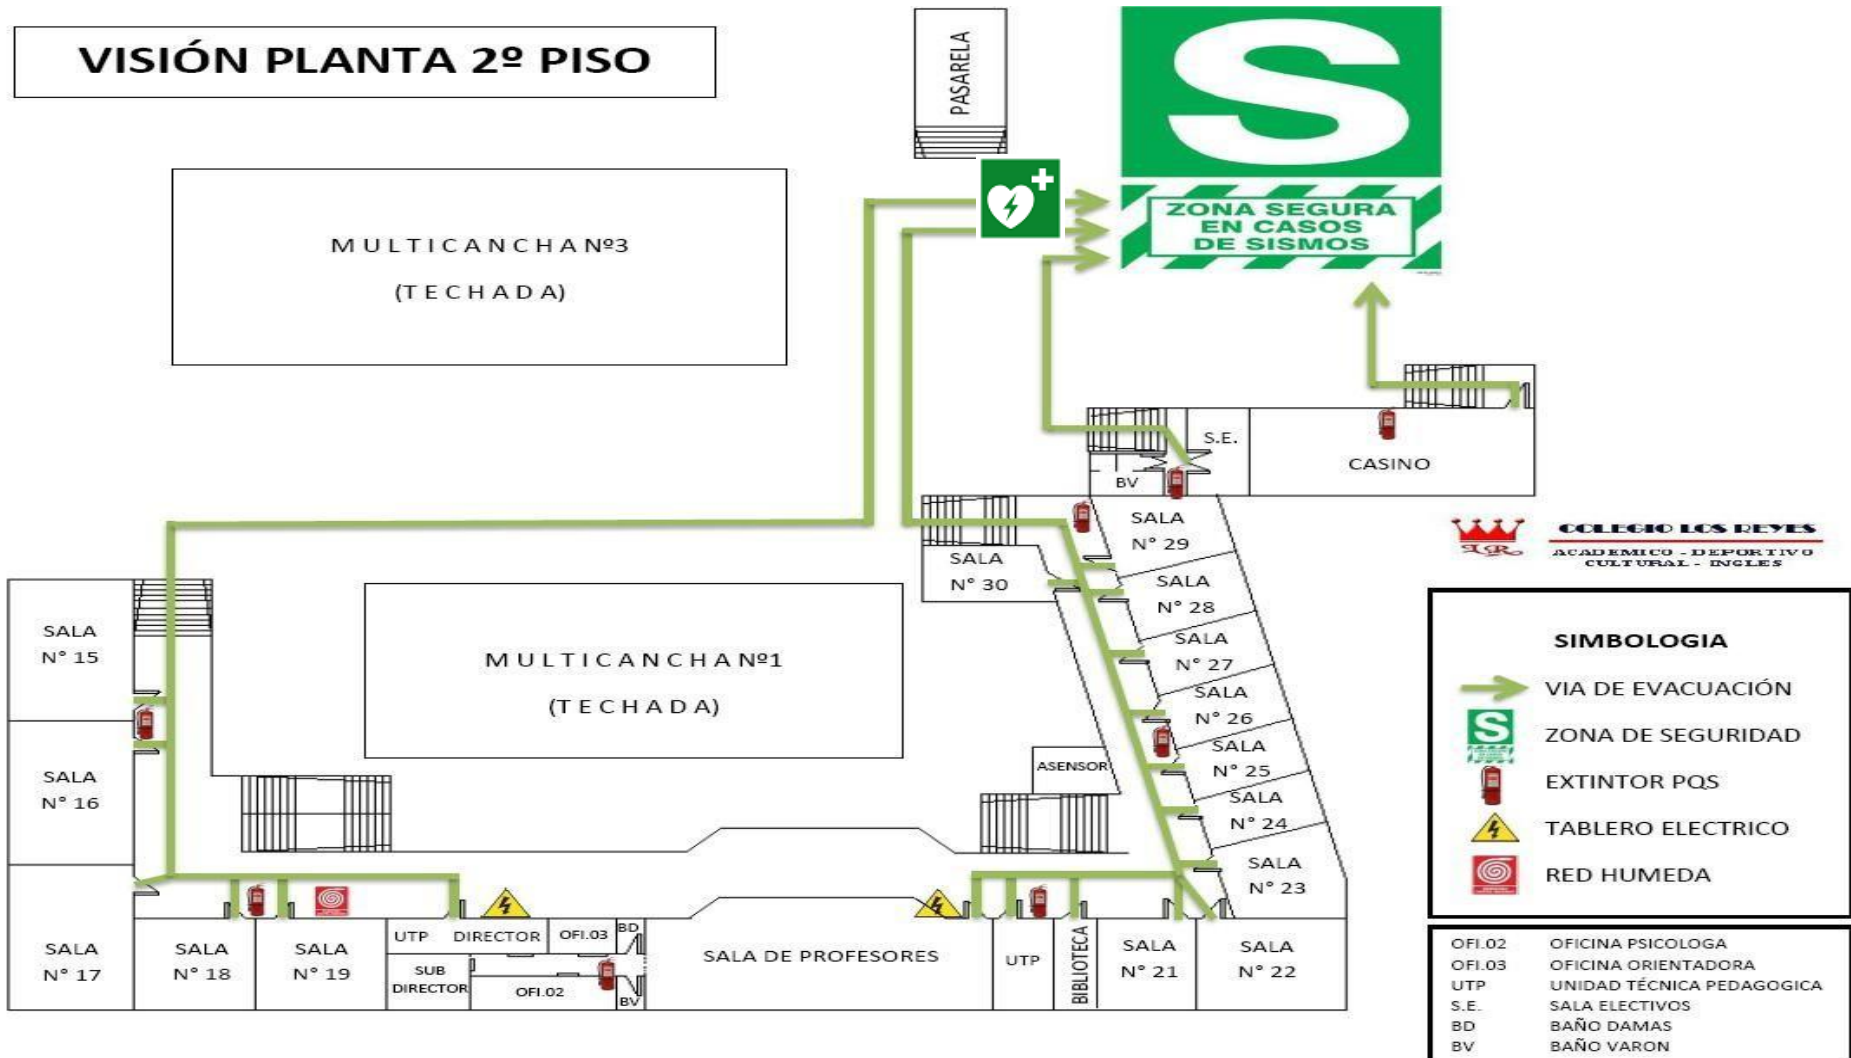 VISIÓN PLANTA 2º PISO
PASARELA
S
ZONA SEGURA
EN CASOS
DE SISMOS
MULTICANCHA Nº3
(TECHADA)
S.E.
CASINO
BV
SALA
N° 29
SALA
N° 30
SALA
N° 28
SALA
N° 27
SALA
N° 26
SALA
N° 25
SALA
N° 24
SALA
N° 23
ASENSOR
MULTICANCHA Nº1
(TECHADA)
SALA
N° 15
SALA
N° 16
SALA
N° 17
SALA
N° 18
SALA
N° 19
UTP DIRECTOR
OFI.03
BD
SUB
DIRECTOR
OFI.02
BV
SALA DE PROFESORES
UTP
BIBLIOTECA
SALA
N° 21
SALA
N° 22
LR
COLEGIO LOS REYES
ACADEMICO - DEPORTIVO
CULTURAL - INGLES
SIMBOLOGIA
VIA DE EVACUACIÓN
S
ZONA DE SEGURIDAD
EXTINTOR PQS
TABLERO ELECTRICO
RED HUMEDA
OFI.02 OFICINA PSICOLOGA
OFI.03 OFICINA ORIENTADORA
UTP UNIDAD TÉCNICA PEDAGOGICA
S.E. SALA ELECTIVOS
BD BAÑO DAMAS
BV BAÑO VARON